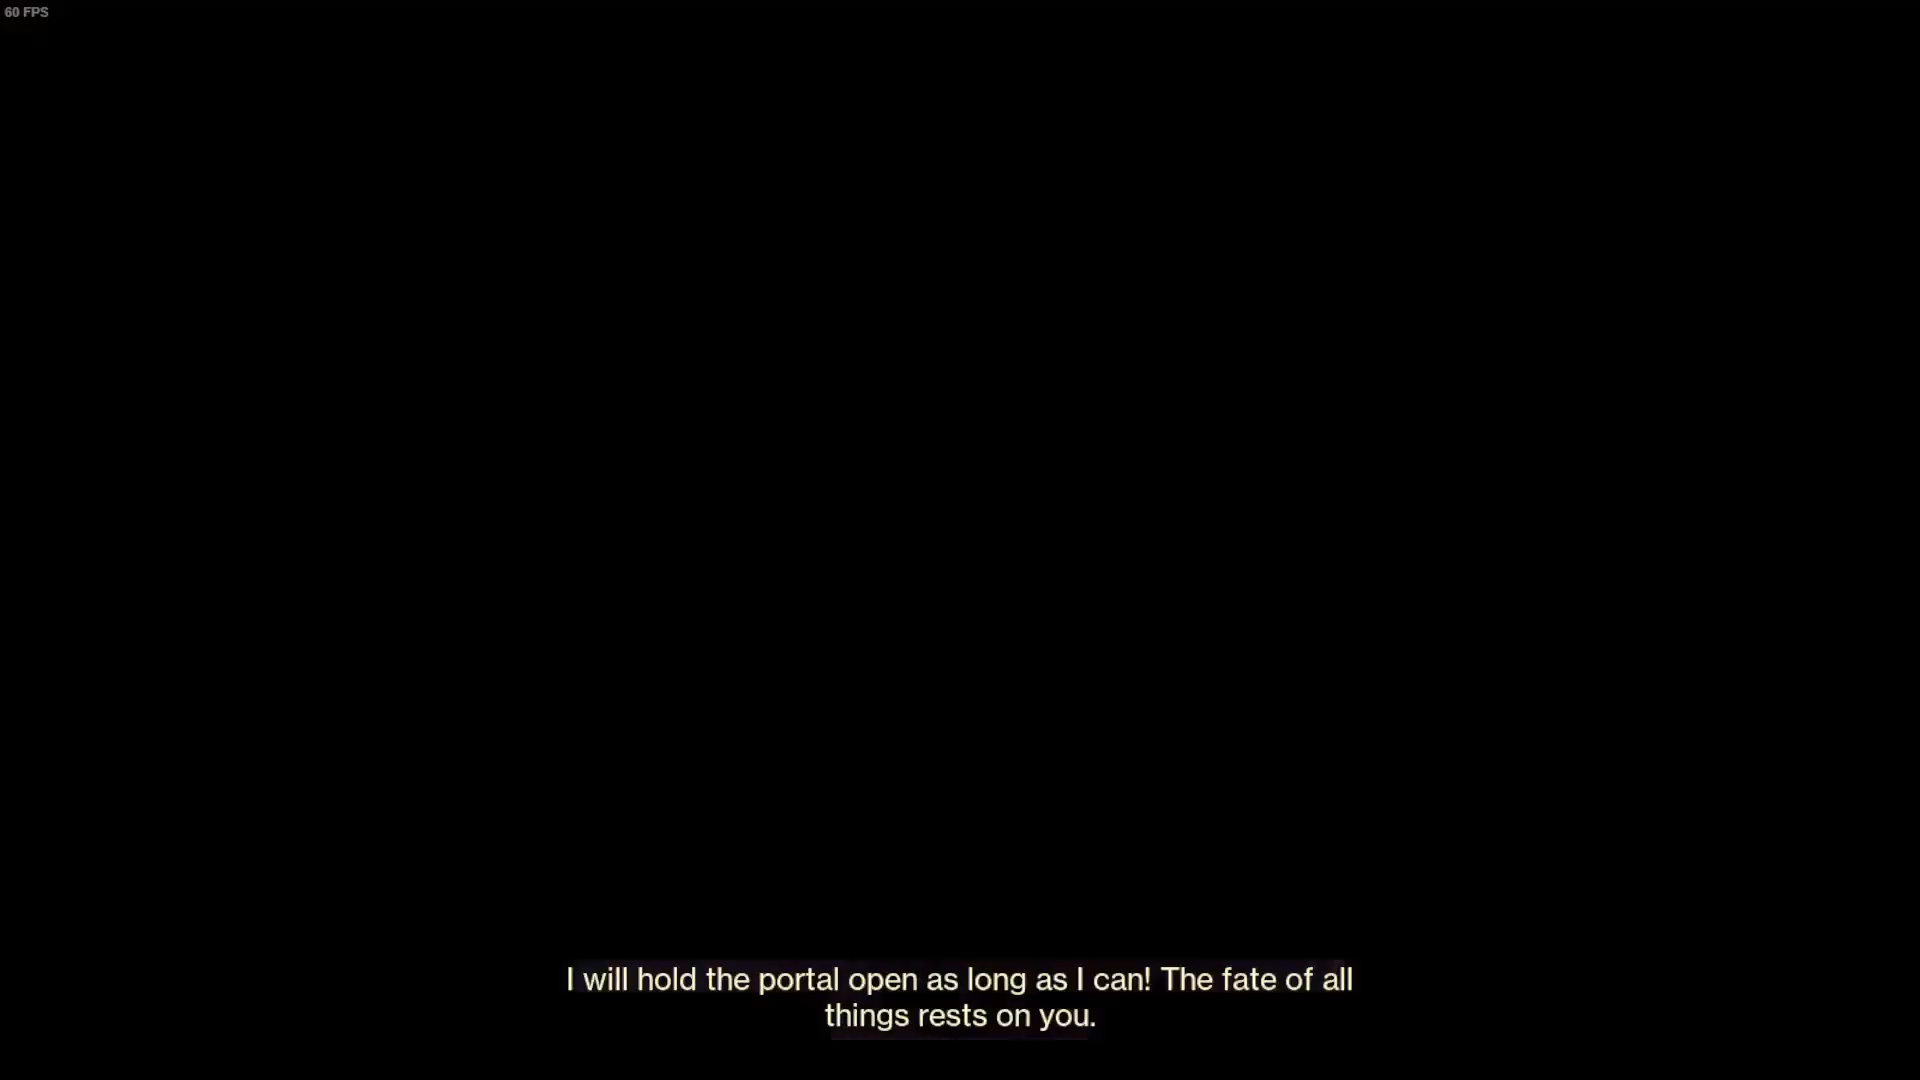 60 FPS
I will hold the portal open as long as I can! The fate of all
things rests on you.